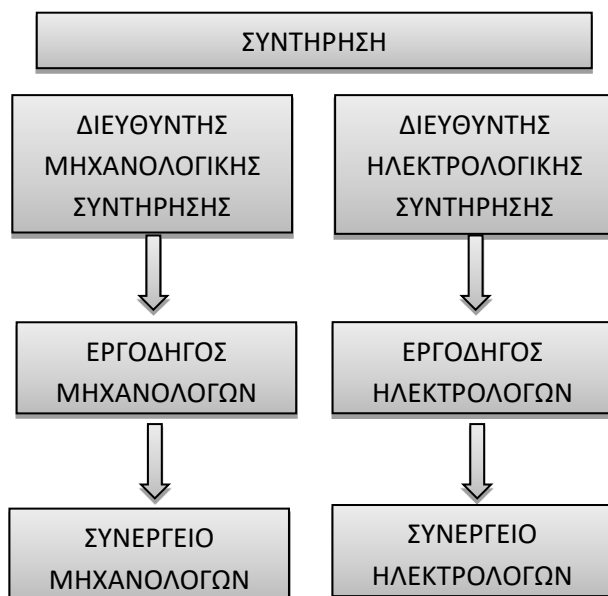 ΣΥΝΤΗΡΗΣΗ
ΔΙΕΥΘΥΝΤΗΣ
ΜΗΧΑΝΟΛΟΓΙΚΗΣ
ΣΥΝΤΗΡΗΣΗΣ
ΔΙΕΥΘΥΝΤΗΣ
ΗΛΕΚΤΡΟΛΟΓΙΚΗΣ
ΣΥΝΤΗΡΗΣΗΣ
ΕΡΓΟΔΗΓΟΣ
ΜΗΧΑΝΟΛΟΓΩΝ
ΕΡΓΟΔΗΓΟΣ
ΗΛΕΚΤΡΟΛΟΓΩΝ
ΣΥΝΕΡΓΕΙΟ
ΜΗΧΑΝΟΛΟΓΩΝ
ΣΥΝΕΡΓΕΙΟ
ΗΛΕΚΤΡΟΛΟΓΩΝ